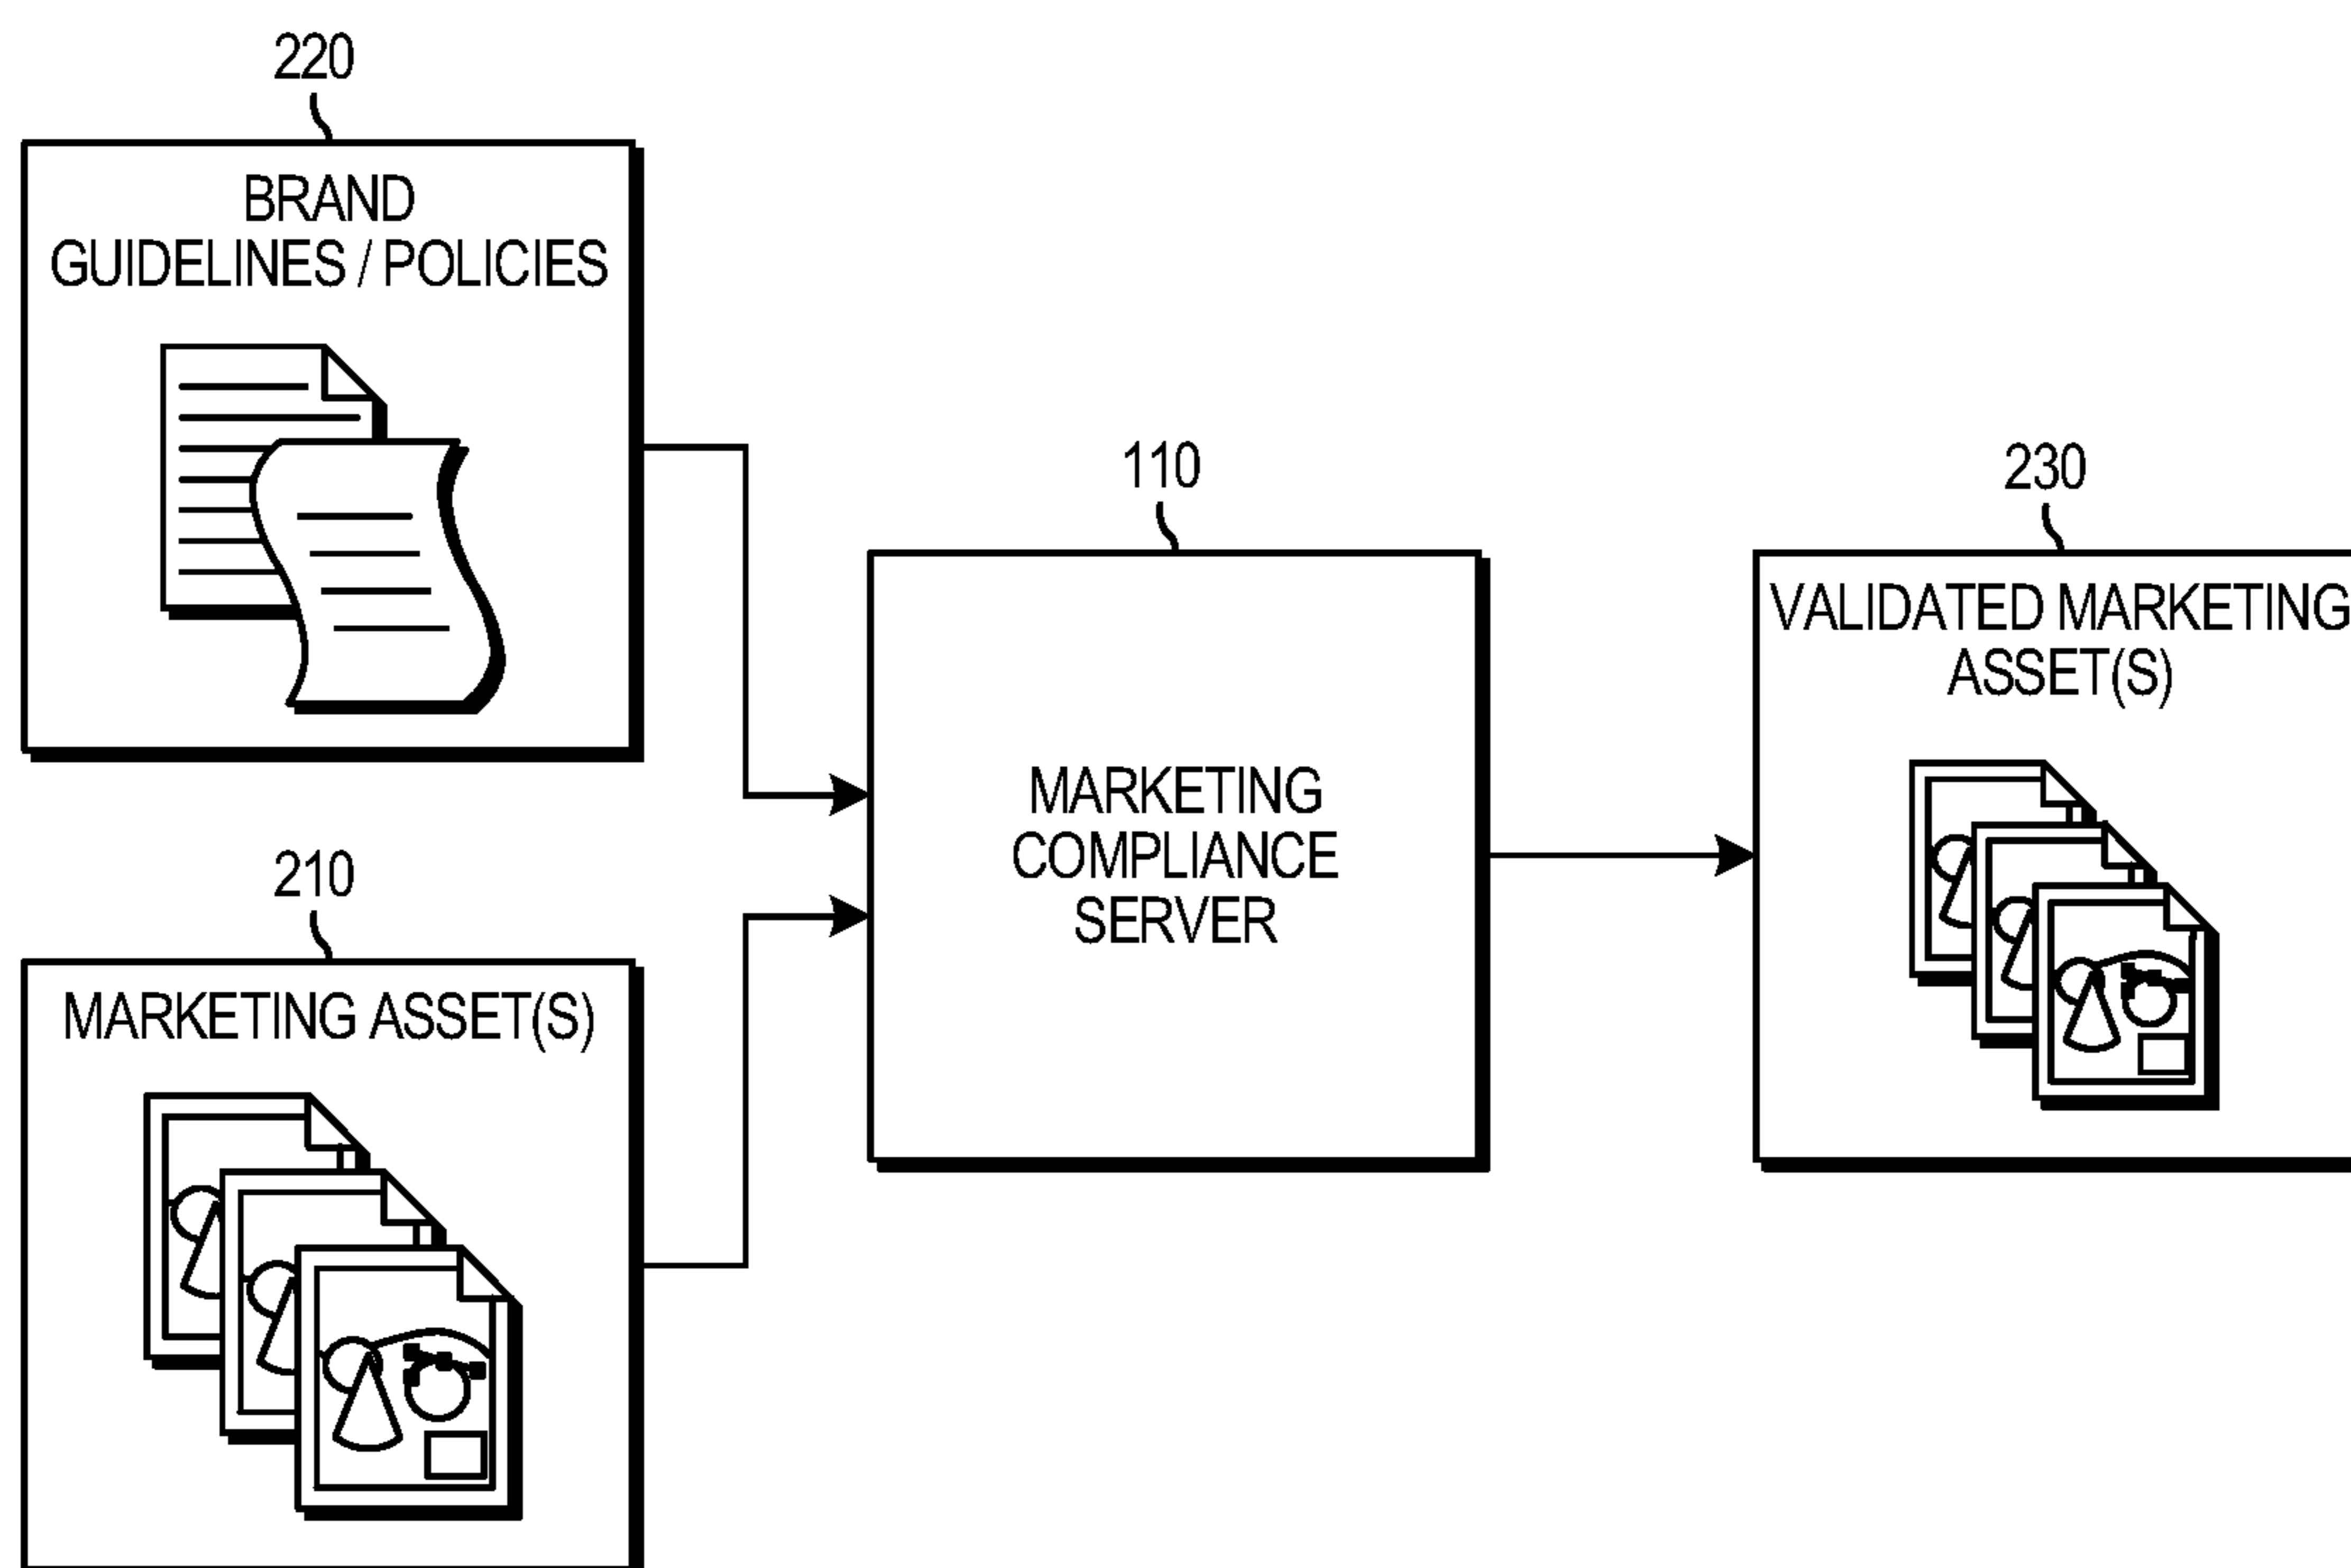 220
BRAND
GUIDELINES / POLICIES
210
MARKETING ASSET(S)
110
MARKETING
COMPLIANCE
SERVER
230
VALIDATED MARKETING
ASSET(S)